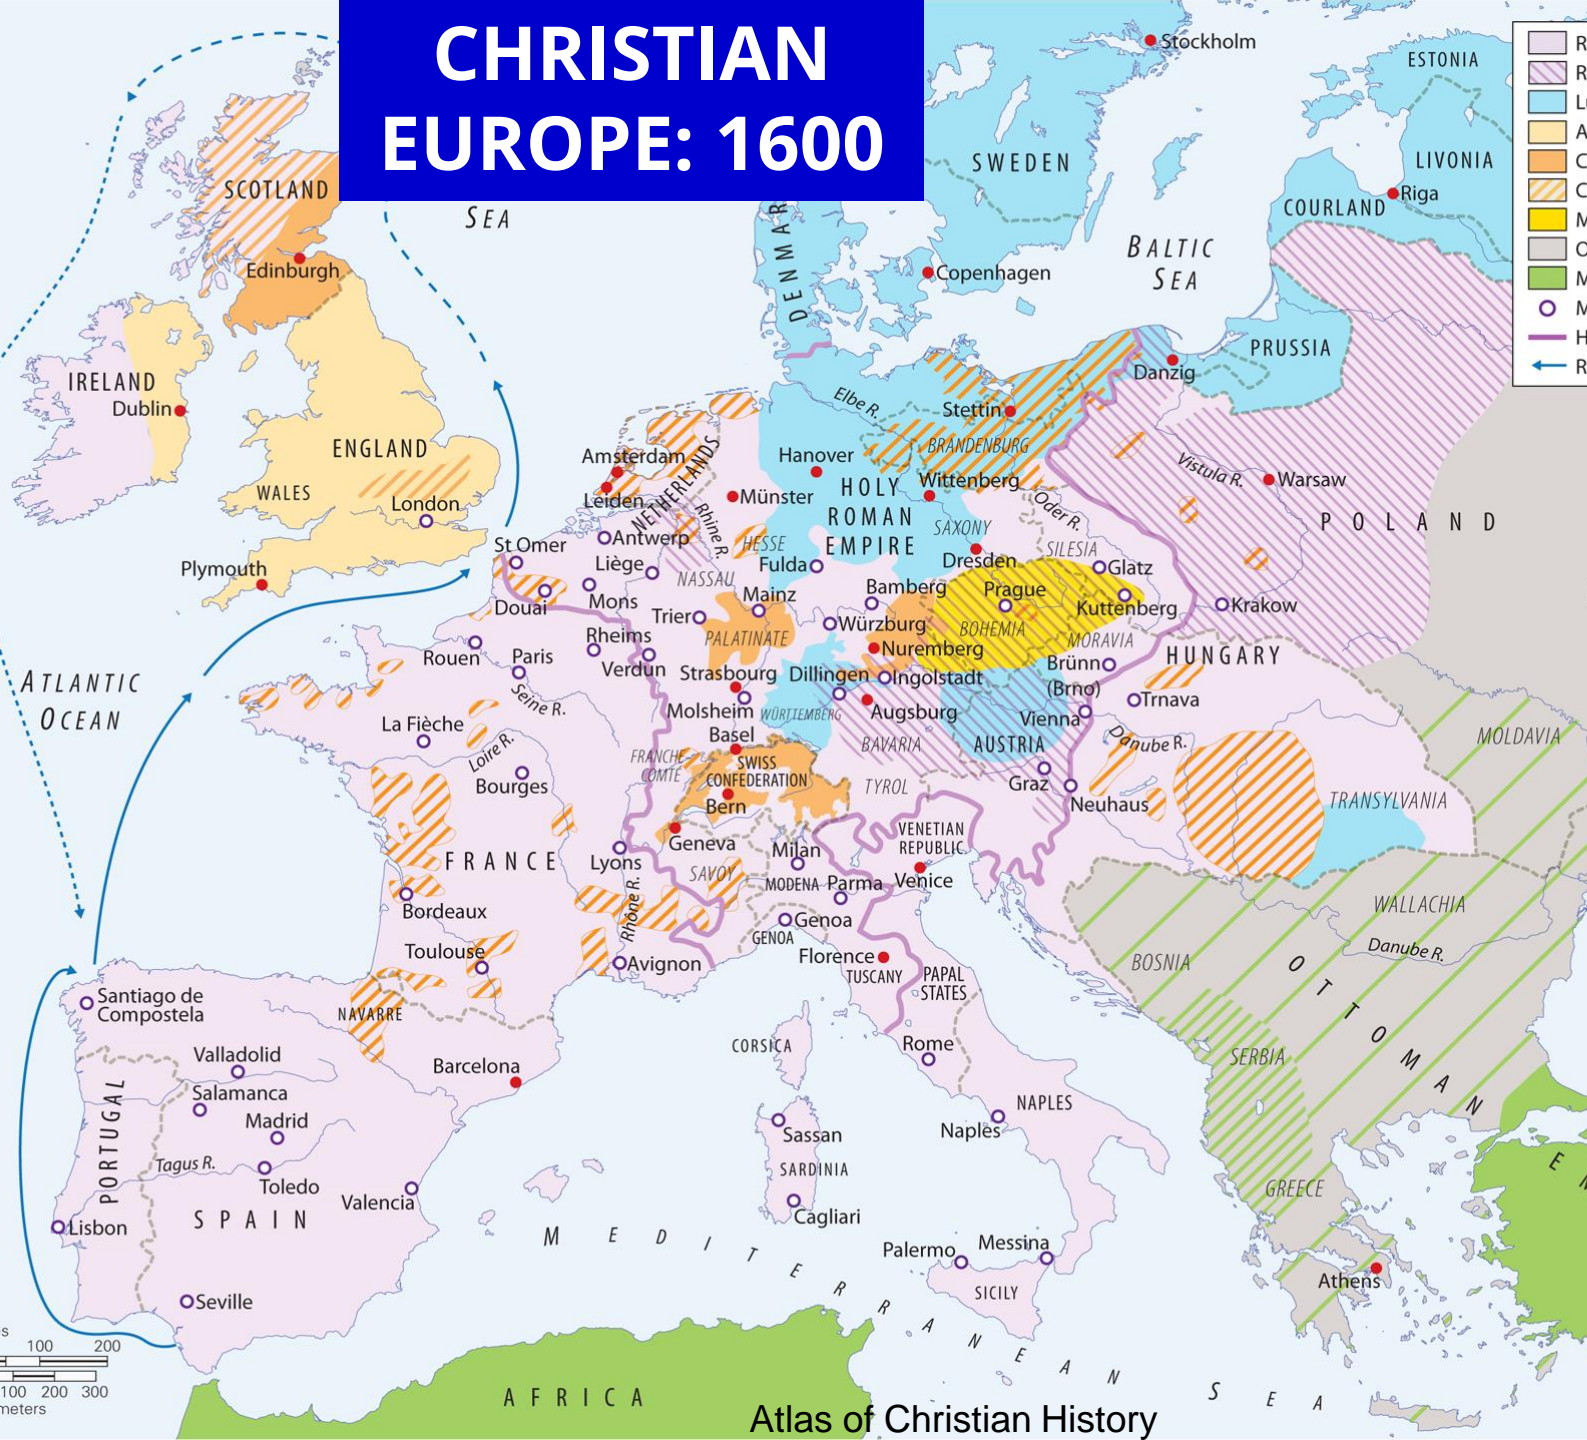 CHRISTIAN
EUROPE: 1600
Stockholm
ESTONIA
SWEDEN
LIVONIA
Riga
COURLAND
SCOTLAND
SEA
DENMAR
BALTIC
SEA
Copenhagen
Edinburgh
PRUSSIA
Danzig
IRELAND
Dublin
Elbe R.
Stettin
BRANDENBURG
ENGLAND
WALES
London
Amsterdam
Leiden
NETHERLANDS
Hanover
Münster
HOLY
ROMAN
EMPIRE
Wittenberg
Vistula R.
Warsaw
Oder R.
POLAND
SAXONY
Rhine R.
St Omer
Antwerp
HESSE
SILESIA
Plymouth
Liège
Fulda
Dresden
Glatz
NASSAU
Douai
Mons
Trier
Mainz
Bamberg
Prague
Kuttenberg
Krakow
Würzburg
BOHEMIA
MORAVIA
PALATINATE
Rouen
Paris
Rheims
Verdun
Nuremberg
HUNGARY
Brünn
(Brno)
ATLANTIC
OCEAN
Seine R.
Strasbourg
Dillingen
Ingolstadt
Trnava
Molsheim
WÜRTTEMBERG
Augsburg
Vienna
La Fièche
Loire R.
Basel
BAVARIA
AUSTRIA
Danube R.
MOLDAVIA
FRANCHE-
COMTE
SWISS
CONFEDERATION
Bourges
Bern
TYROL
Graz
Neuhaus
TRANSYLVANIA
Geneva
VENETIAN
REPUBLIC
FRANCE
Lyons
Milan
SAVOY
MODENA
Parma
Venice
Bordeaux
Rhône R.
Genoa
GENOA
WALLACHIA
Danube R.
Toulouse
Avignon
Florence
TUSCANY
PAPAL
STATES
BOSNIA
OTTOMAN
E
Santiago de
Compostela
NAVARRE
CORSICA
Rome
SERBIA
Valladolid
Barcelona
Salamanca
Madrid
PORTUGAL
NAPLES
Naples
Sassan
SARDINIA
Tagus R.
Toledo
Valencia
GREECE
Lisbon
SPAIN
Cagliari
MEDITERRANEAN SEA
Palermo
Messina
SICILY
Athens
Seville
s
100 200
100 200 300
meters
AFRICA
Atlas of Christian History
R
R
Lu
A
C
C
M
O
M
M
H
R